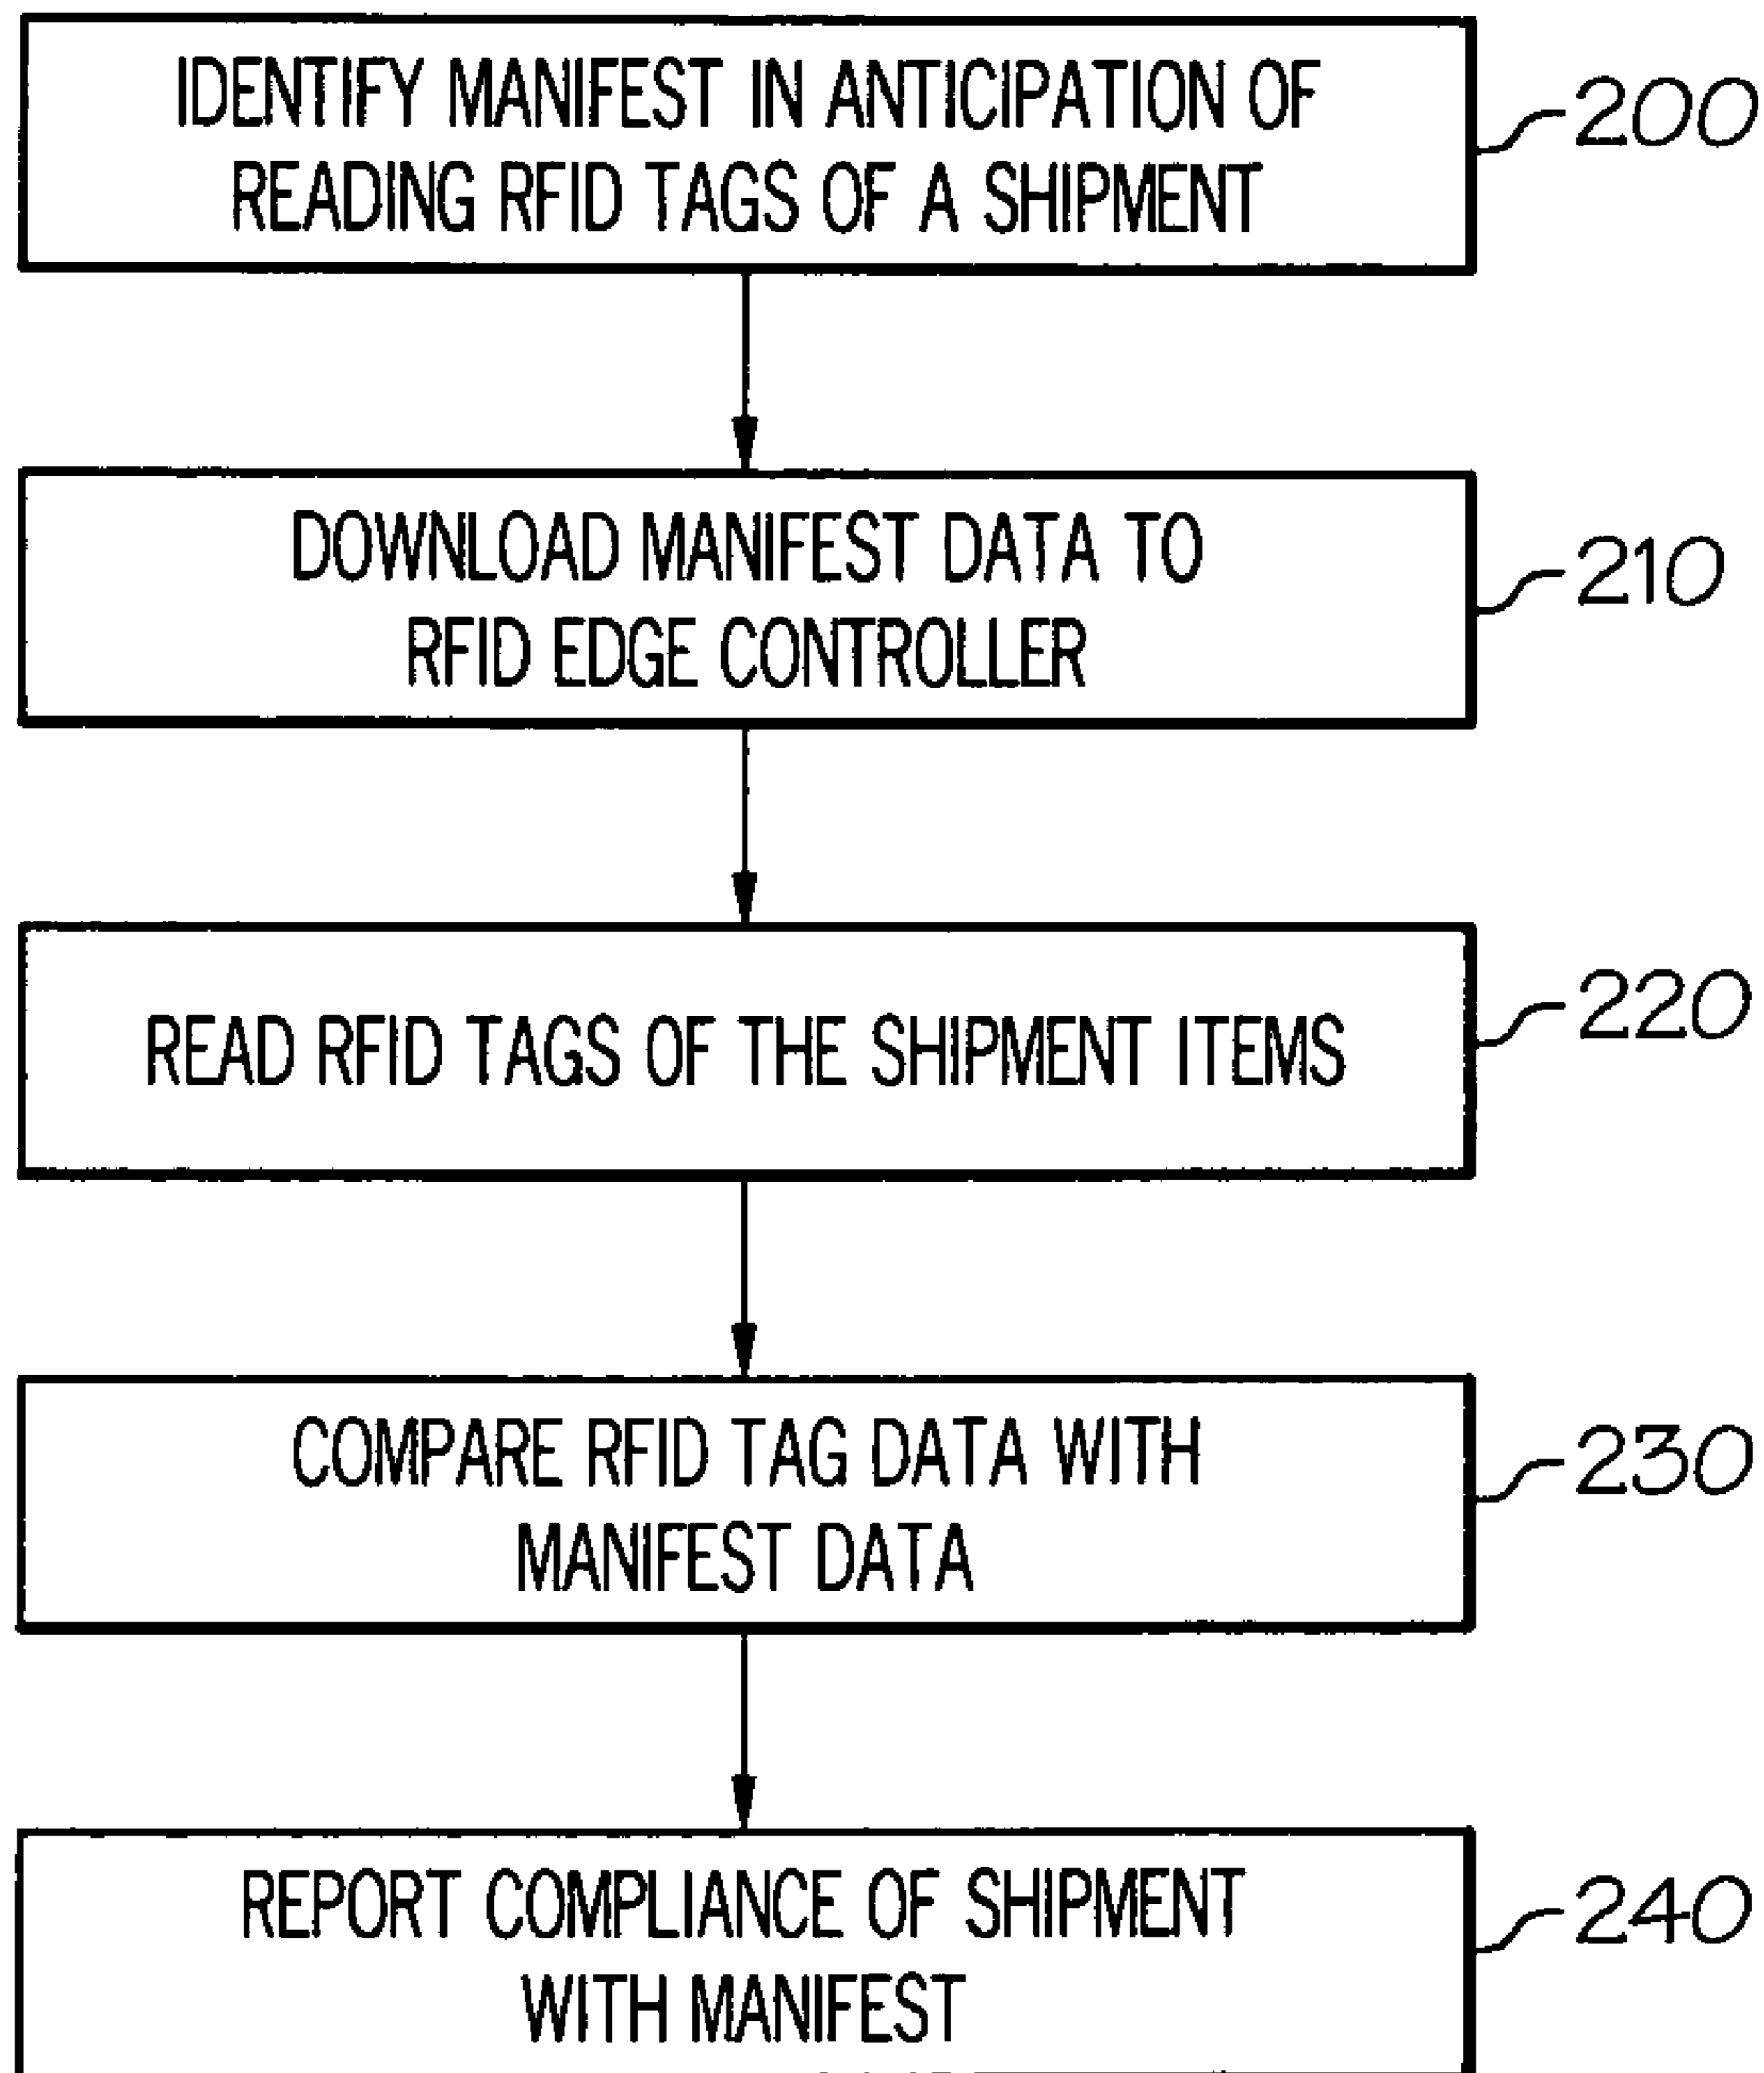 IDENTIFY MANIFEST IN ANTICIPATION OF
READING RFID TAGS OF A SHIPMENT
200
DOWNLOAD MANIFEST DATA TO
RFID EDGE CONTROLLER
210
READ RFID TAGS OF THE SHIPMENT ITEMS
220
COMPARE RFID TAG DATA WITH
MANIFEST DATA
230
REPORT COMPLIANCE OF SHIPMENT
WITH MANIFEST
240